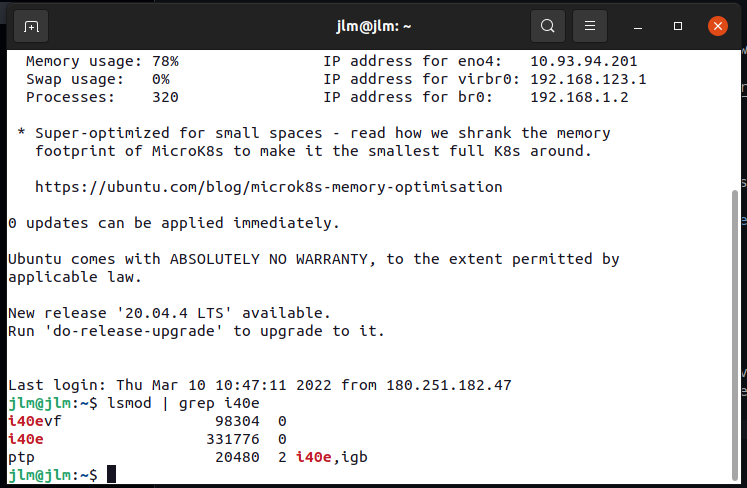 jlm@jlm: ~
Memory usage: 78%                IP address for eno4:   10.93.94.201
Swap usage:   0%                 IP address for virbr0: 192.168.123.1
Processes:    320                IP address for br0:    192.168.1.2
* Super-optimized for small spaces - read how we shrank the memory
footprint of MicroK8s to make it the smallest full K8s around.
https://ubuntu.com/blog/microk8s-memory-optimisation
0 updates can be applied immediately.
Ubuntu comes with ABSOLUTELY NO WARRANTY, to the extent permitted by
applicable law.
New release '20.04.4 LTS' available.
Run 'do-release-upgrade' to upgrade to it.
Last login: Thu Mar 10 10:47:11 2022 from 180.251.182.47
jlm@jlm:~$ lsmod | grep i40e
i40evf                 98304  0
i40e                  331776  0
ptp                    20480  2 i40e,igb
jlm@jlm:~$